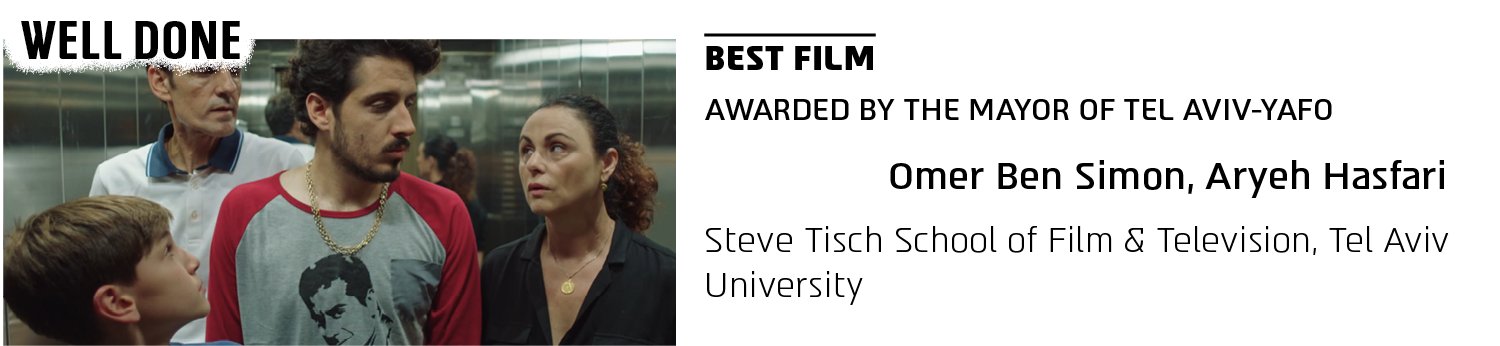 WELL DONE
BEST FILM
AWARDED BY THE MAYOR OF TEL AVIV-YAFO
Omer Ben Simon, Aryeh Hasfari
Steve Tisch School of Film & Television, Tel Aviv
University